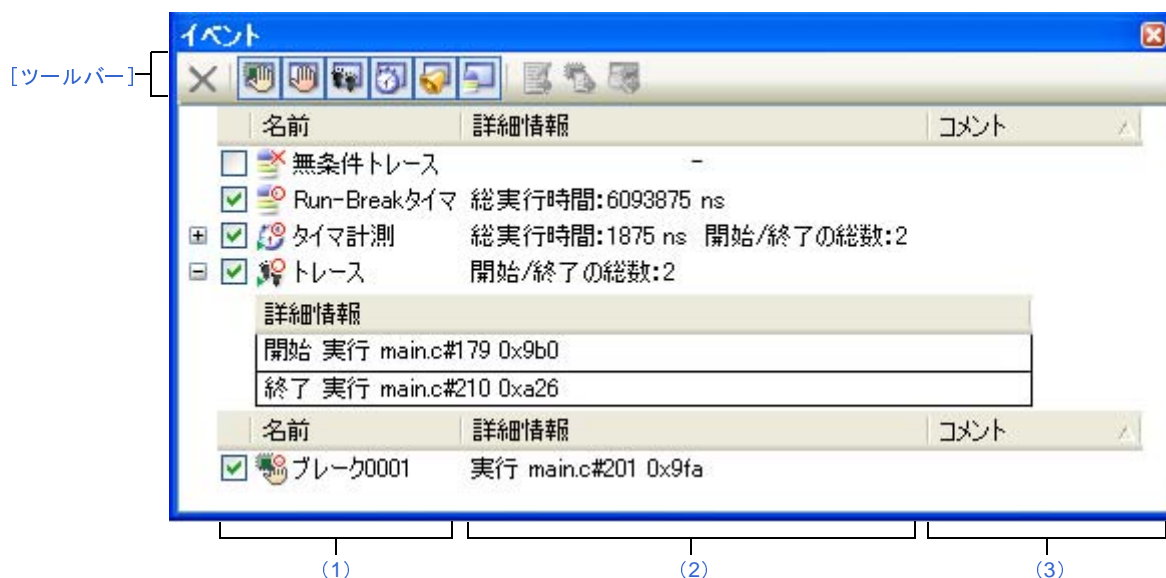 イベント
[ツールバー]
名前 詳細情報 コメント
無条件トレース -
Run-Breakタイマ 総実行時間:6093875 ns
タイマ計測 総実行時間:1875 ns 開始/終了の総数:2
トレース 開始/終了の総数:2
詳細情報
開始 実行 main.c#179 0x9b0
終了 実行 main.c#210 0xa26
名前 詳細情報 コメント
ブレーク0001 実行 main.c#201 0x9fa
(1) (2) (3)